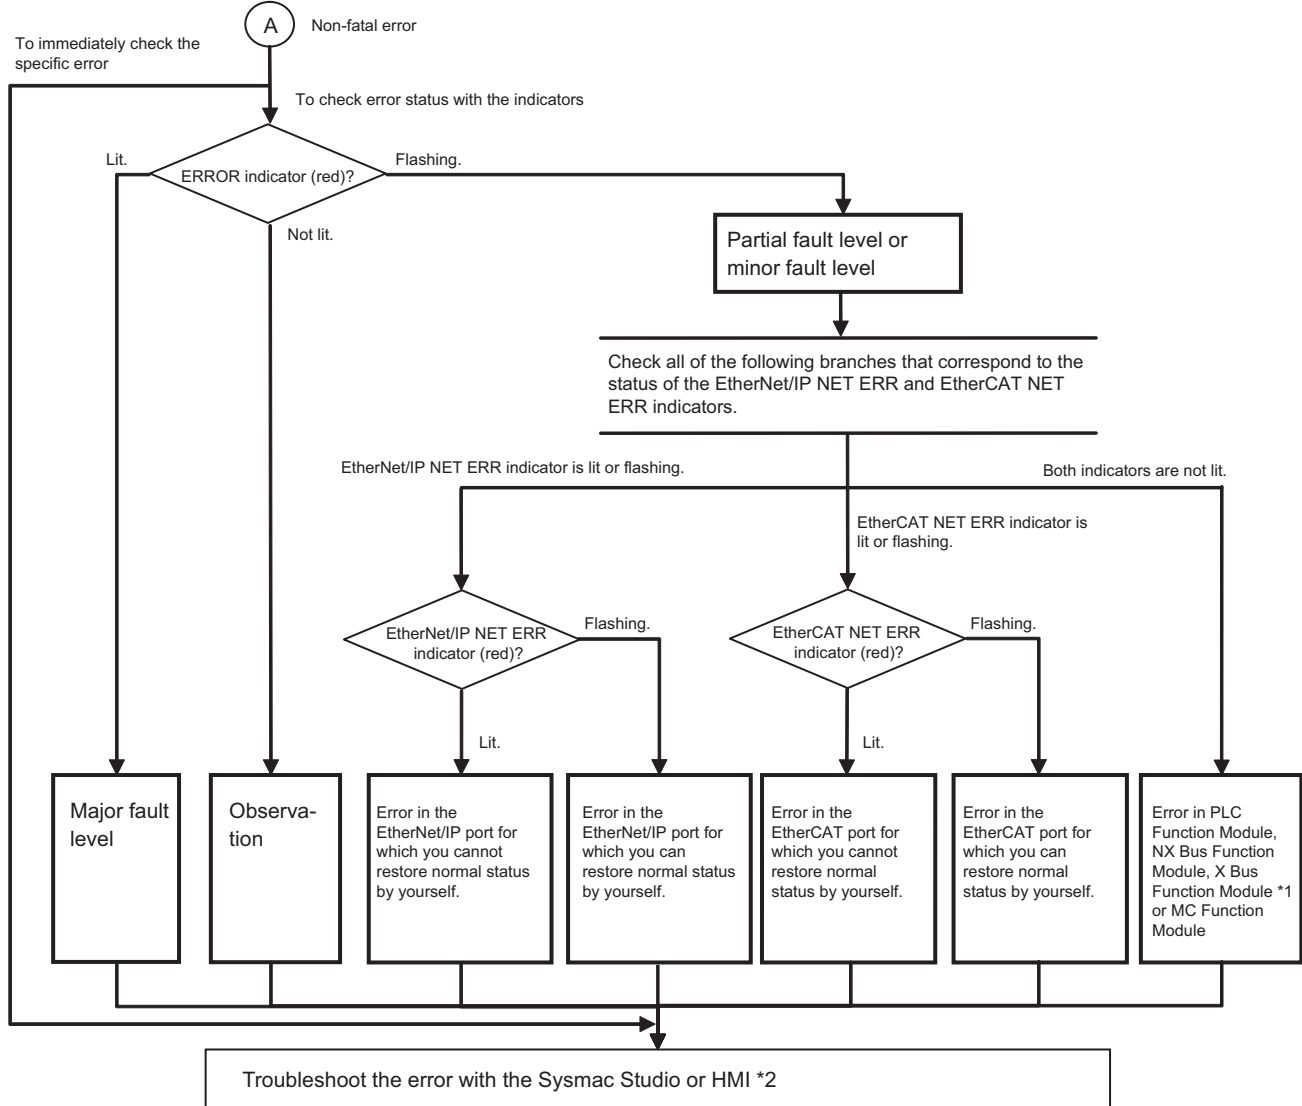 A
Non-fatal error
To immediately check the
specific error
To check error status with the indicators
Lit.
ERROR indicator (red)?
Flashing.
Not lit.
Partial fault level or
minor fault level
Check all of the following branches that correspond to the
status of the EtherNet/IP NET ERR and EtherCAT NET
ERR indicators.
EtherNet/IP NET ERR indicator is lit or flashing.
Both indicators are not lit.
EtherCAT NET ERR indicator is
lit or flashing.
EtherNet/IP NET ERR
indicator (red)?
Flashing.
EtherCAT NET ERR
indicator (red)?
Flashing.
Lit.
Lit.
Major fault
level
Observa-
tion
Error in the
EtherNet/IP port for
which you cannot
restore normal status
by yourself.
Error in the
EtherNet/IP port for
which you can
restore normal status
by yourself.
Error in the
EtherCAT port for
which you cannot
restore normal
status by yourself.
Error in the
EtherCAT port for
which you can
restore normal
status by yourself.
Error in PLC
Function Module,
NX Bus Function
Module, X Bus
Function Module *1
or MC Function
Module
Troubleshoot the error with the Sysmac Studio or HMI *2